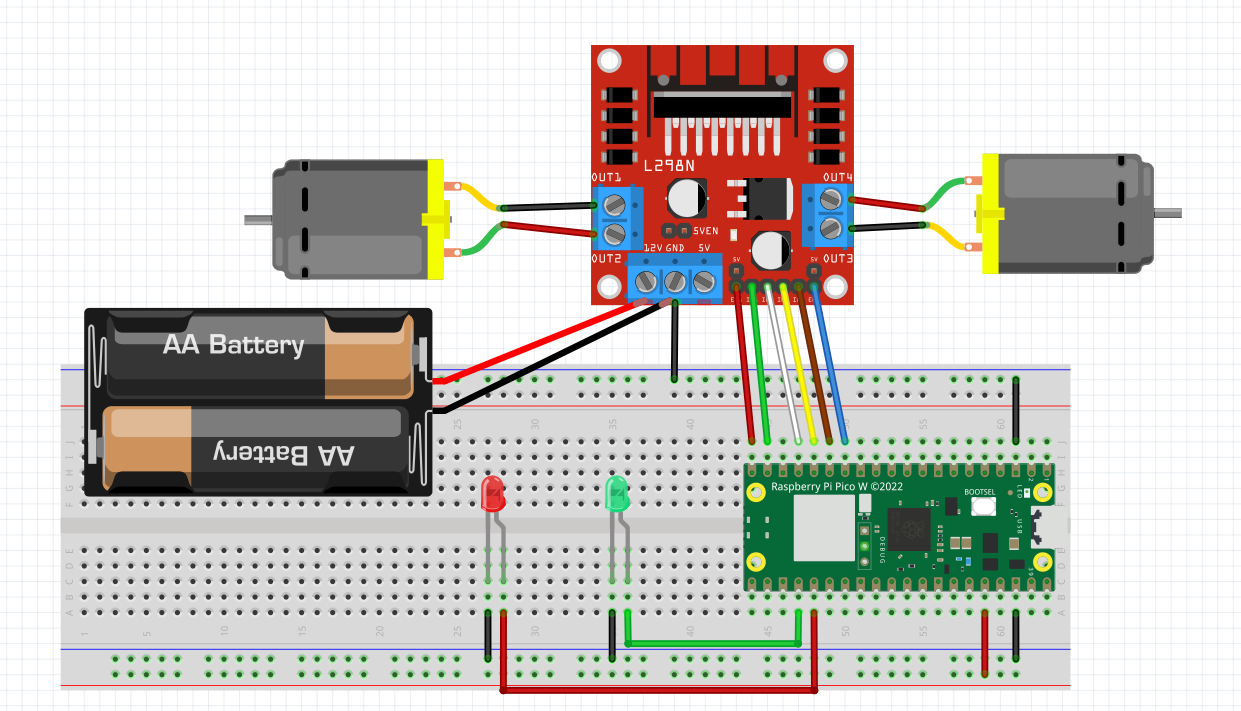 L298N
OUT1
OUT4
5VEN
OUT2
12V GND 5V
5V
5V
OUT3
AA Battery
AA Battery
25
30
35
40
55
60
J
J
H
G
F
Raspberry Pi Pico W ©2022
BOOTSEL
LED
USB
DEBUG
E
D
C
B
A
B
A
1
5
10
15
20
25
30
35
40
45
50
55
60